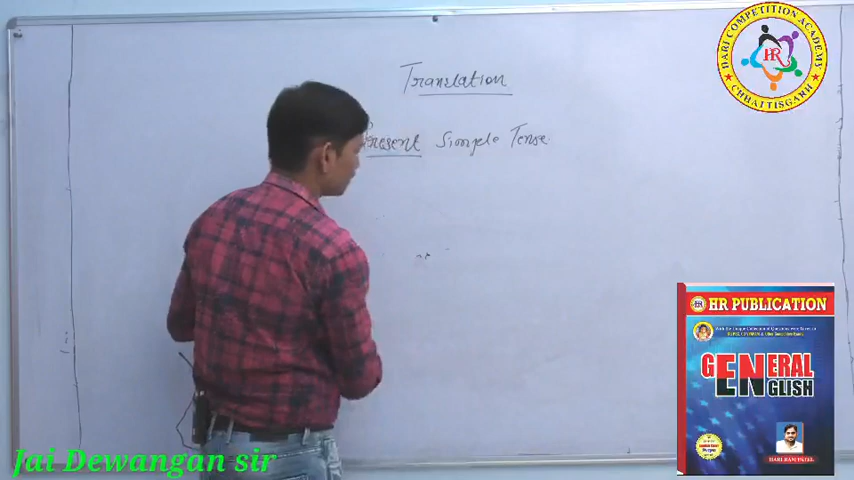 Translation
Present Simple Tense
HARI COMPETITION ACADEMY
HR
CHHATTISGARH
HR PUBLICATION
GENERAL
ENGLISH
HARI RAM PATEL
Jai Dewangan sir